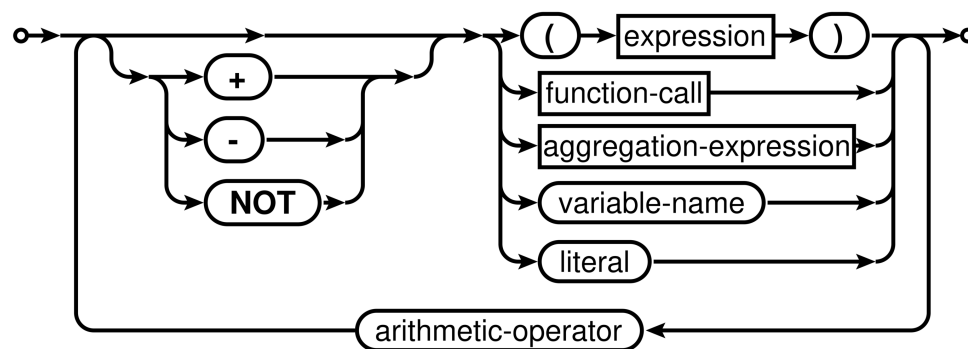 ( expression )
+
function-call
-
aggregation-expression
NOT
variable-name
literal
arithmetic-operator